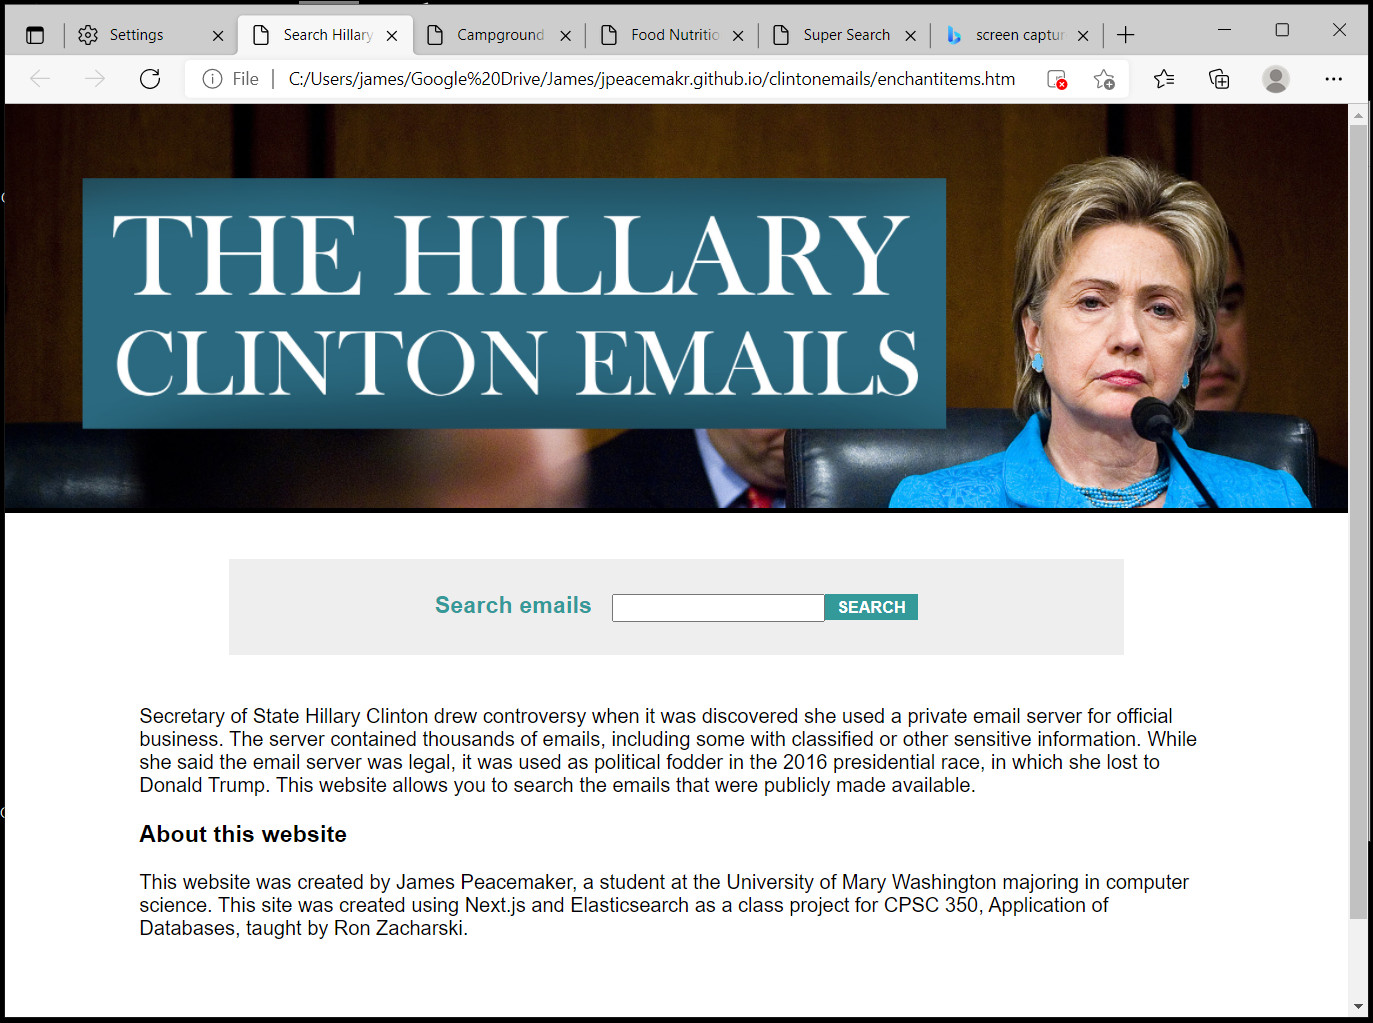 Settings
Search Hillary
Campground
Food Nutritio
Super Search
screen captur
File
C:/Users/james/Google%20Drive/James/jpeacemakr.github.io/clintonemails/enchantitems.htm
THE HILLARY
CLINTON EMAILS
Search emails
SEARCH
Secretary of State Hillary Clinton drew controversy when it was discovered she used a private email server for official
business. The server contained thousands of emails, including some with classified or other sensitive information. While
she said the email server was legal, it was used as political fodder in the 2016 presidential race, in which she lost to
Donald Trump. This website allows you to search the emails that were publicly made available.
About this website
This website was created by James Peacemaker, a student at the University of Mary Washington majoring in computer
science. This site was created using Next.js and Elasticsearch as a class project for CPSC 350, Application of
Databases, taught by Ron Zacharski.